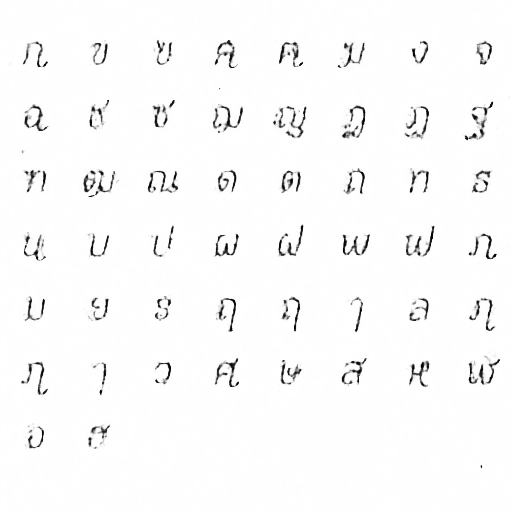 ก ข ฃ ค ฅ ฆ ง จ
ฉ ช ซ ฌ ญ ฎ ฏ ฐ
ฑ ฒ ณ ด ต ถ ท ธ
น บ ป ผ ฝ พ ฟ ภ
ม ย ร ฤ ฤ ๅ ล ฦ
ฦ ๅ ว ศ ษ ส ห ฬ
อ ฮ